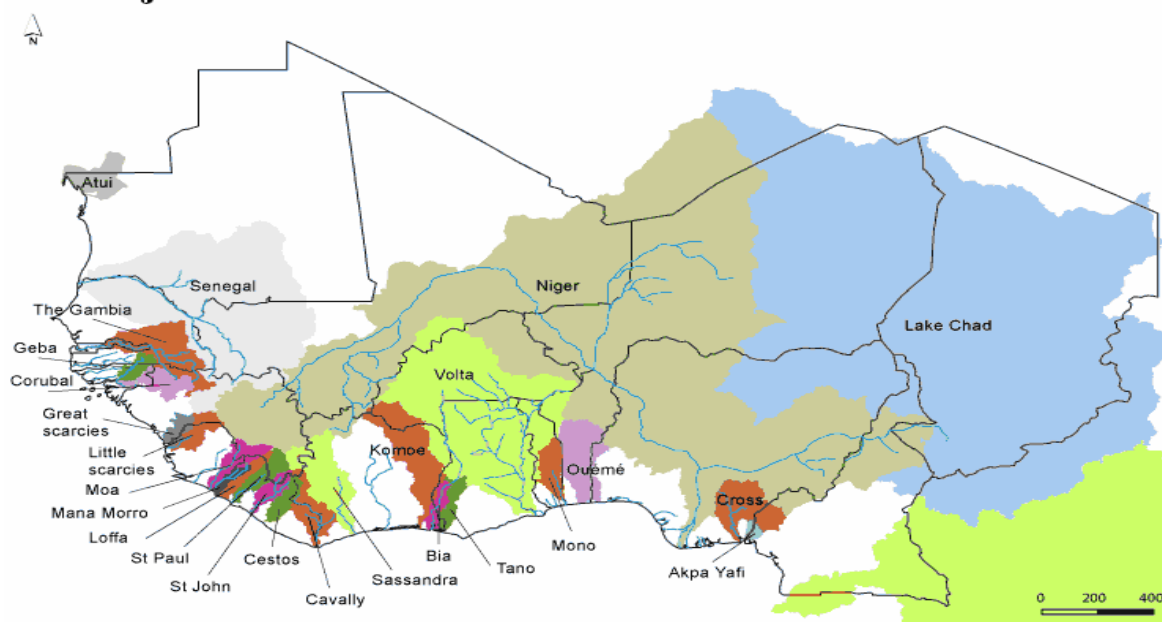 N
Atui
Senegal
The Gambia
Niger
Geba
Lake Chad
Corubal
Volta
Great
scarcies
Little
scarcies
Komoe
Ouémé
Moa
Cross
Mana Morro
Loffa
St Paul
Cestos
Bia
Mono
St John
Sassandra
Tano
Akpa Yafi
Cavally
0 200 400